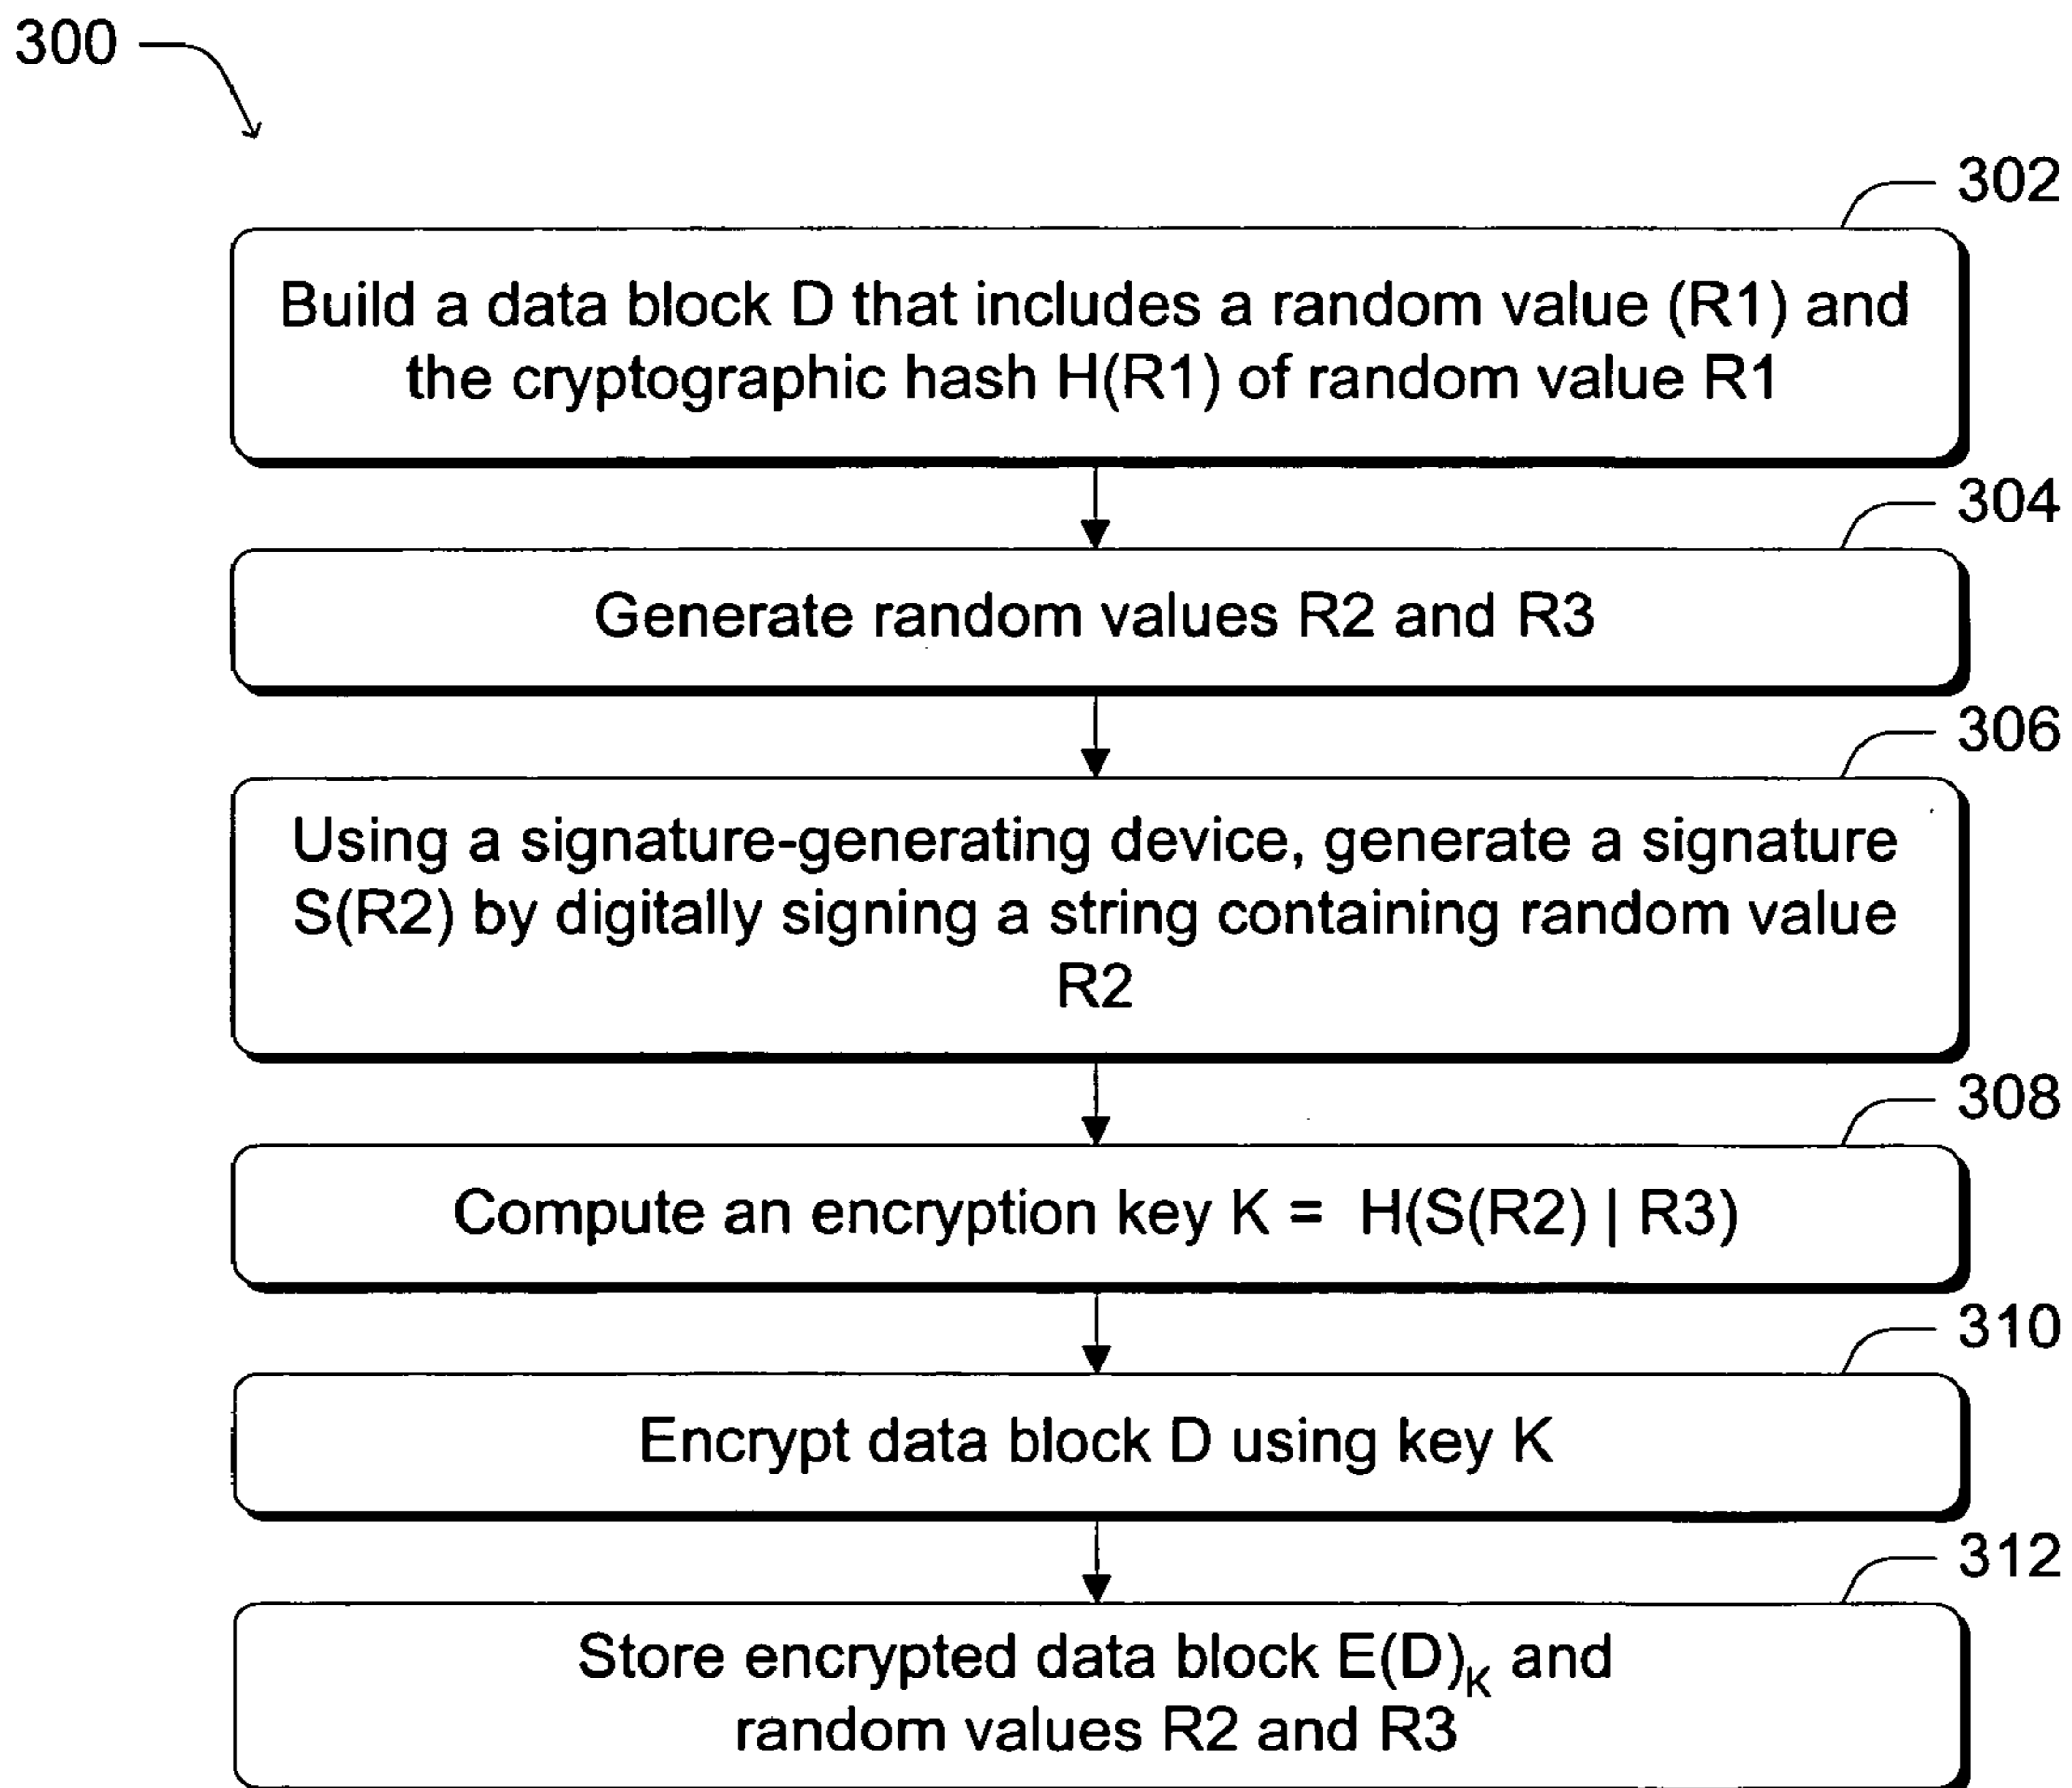 300
302
Build a data block D that includes a random value (R1) and
the cryptographic hash H(R1) of random value R1
304
Generate random values R2 and R3
306
Using a signature-generating device, generate a signature
S(R2) by digitally signing a string containing random value
R2
308
Compute an encryption key K = H(S(R2) | R3)
310
Encrypt data block D using key K
312
Store encrypted data block E(D)K and
random values R2 and R3